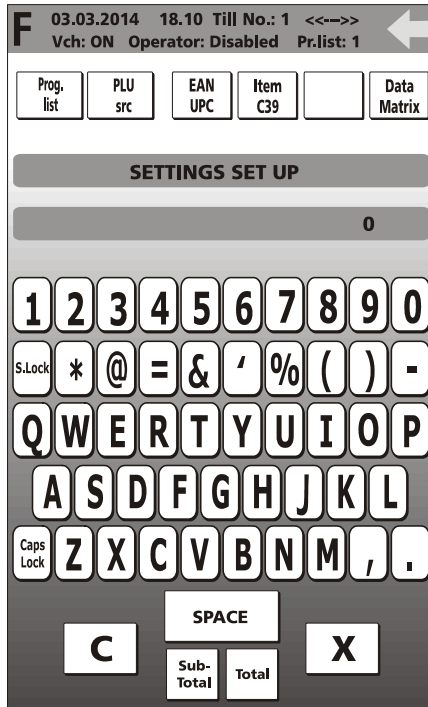 F 03.03.2014 18.10 Till No.: 1 <<-->>
Vch: ON Operator: Disabled Pr.list: 1
Prog. list PLU src EAN UPC Item C39 Data Matrix
SETTINGS SET UP
0
1 2 3 4 5 6 7 8 9 0
S.Lock * @ = & ‘ % ( ) -
Q W E R T Y U I O P
A S D F G H J K L
Caps Lock Z X C V B N M , .
SPACE
C X
Sub-Total Total